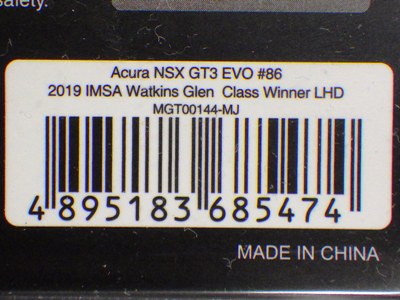 safety.
Acura NSX GT3 EVO #86
2019 IMSA Watkins Glen Class Winner LHD
MGT00144-MJ
4 895183 685474
MADE IN CHINA